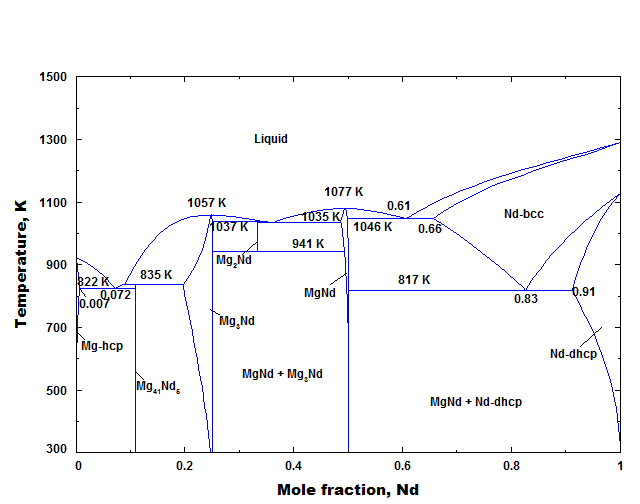 1500
1300
Liquid
1100
1077 K
1057 K
0.61
Nd-bcc
1035 K
1037 K
1046 K
0.66
941 K
Mg2Nd
900
822 K
835 K
817 K
MgNd
0.072
0.83
0.91
0.007
Mg3Nd
700
Mg-hcp
Nd-dhcp
MgNd + Mg3Nd
Mg41Nd5
MgNd + Nd-dhcp
500
300
0
0.2
0.4
0.6
0.8
1
Temperature, K
Mole fraction, Nd